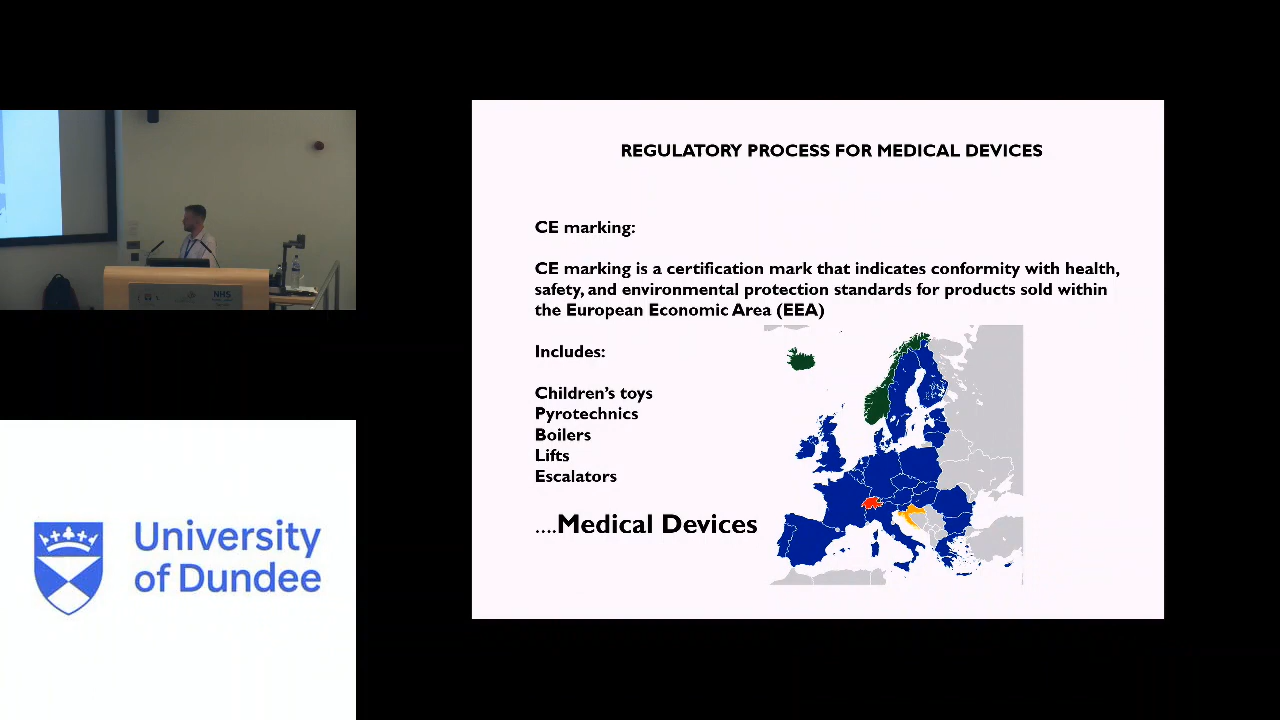 REGULATORY PROCESS FOR MEDICAL DEVICES
CE marking:
CE marking is a certification mark that indicates conformity with health,
safety, and environmental protection standards for products sold within
the European Economic Area (EEA)
Includes:
Children’s toys
Pyrotechnics
Boilers
Lifts
Escalators
....Medical Devices
NHS
University
of Dundee